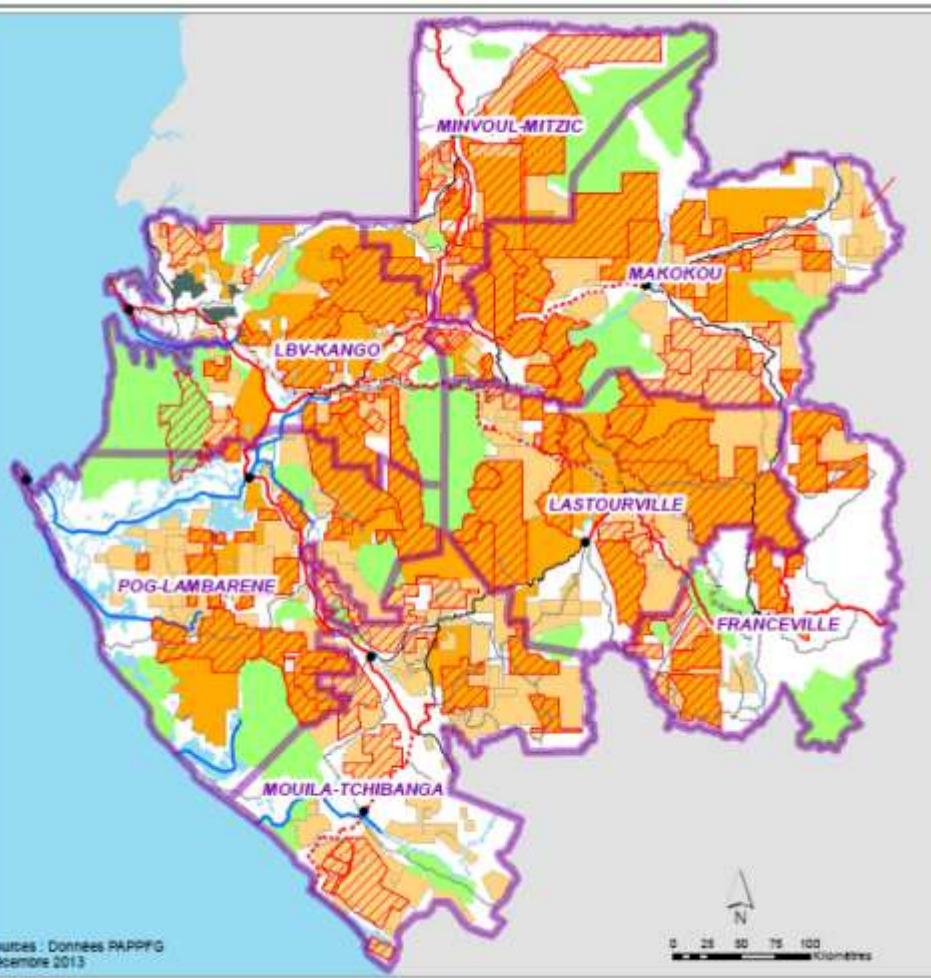 MINVOUL-MITZIC
MAKOKOU
LBV-KANGO
LASTOURVILLE
POG-LAMBARENE
FRANCEVILLE
MOUILA-TCHIBANGA
N
0 25 50 75 100
Kilomètres
ources : Données PAPPFG
écembre 2013